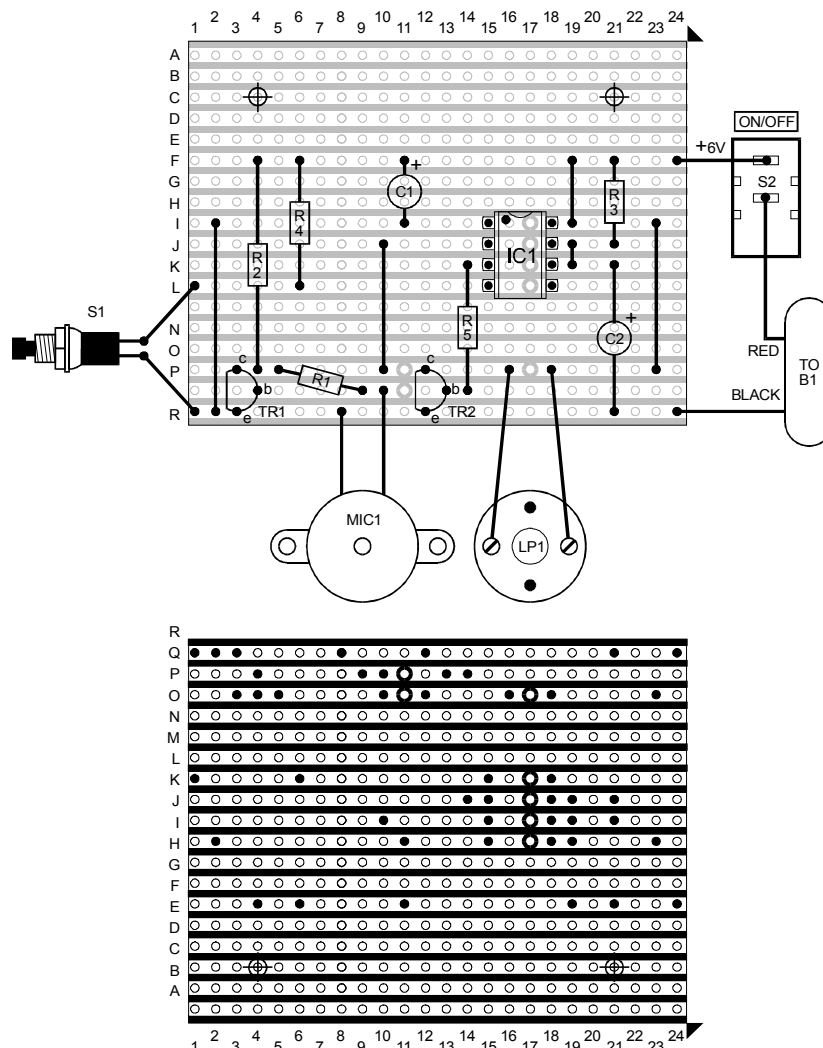 2 4 6 8 10 12 14 16 18 20 22 24
1 3 5 7 9 11 13 15 17 19 21 23
A
B
C
D
E
F
G
H
I
J
K
L
N
O
P
R
ON/OFF
+6V
S2
RED
BLACK
TO
B1
+
C1
R
3
R
4
R
2
IC1
R
5
+
C2
S1
c
b
e
TR1
R1
c
b
e
TR2
MIC1
LP1
R
Q
P
O
N
M
L
K
J
I
H
G
F
E
D
C
B
A
2 4 6 8 10 12 14 16 18 20 22 24
1 3 5 7 9 11 13 15 17 19 21 23